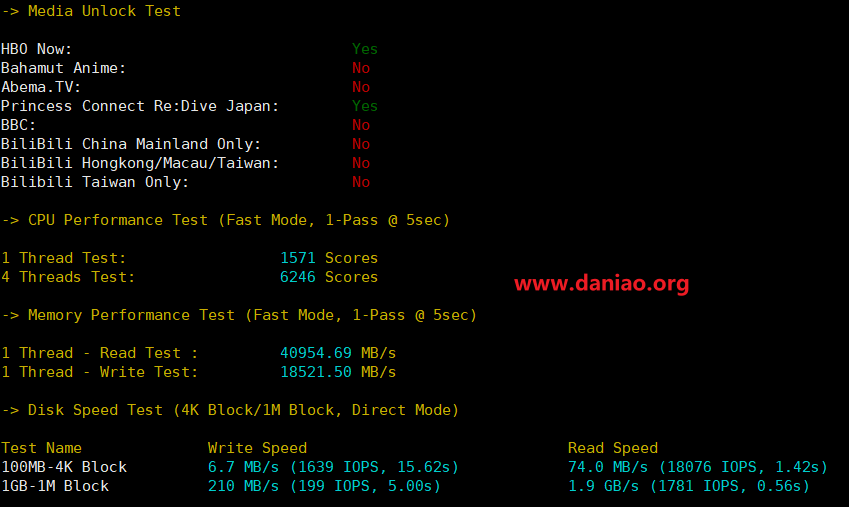 -> Media Unlock Test
HBO Now: Yes
Bahamut Anime: No
Abema.TV: No
Princess Connect Re:Dive Japan: Yes
BBC: No
BiliBili China Mainland Only: No
BiliBili Hongkong/Macau/Taiwan: No
Bilibili Taiwan Only: No
-> CPU Performance Test (Fast Mode, 1-Pass @ 5sec)
1 Thread Test: 1571 Scores
4 Threads Test: 6246 Scores
www.daniao.org
-> Memory Performance Test (Fast Mode, 1-Pass @ 5sec)
1 Thread - Read Test : 40954.69 MB/s
1 Thread - Write Test: 18521.50 MB/s
-> Disk Speed Test (4K Block/1M Block, Direct Mode)
Test Name Write Speed Read Speed
100MB-4K Block 6.7 MB/s (1639 IOPS, 15.62s) 74.0 MB/s (18076 IOPS, 1.42s)
1GB-1M Block 210 MB/s (199 IOPS, 5.00s) 1.9 GB/s (1781 IOPS, 0.56s)